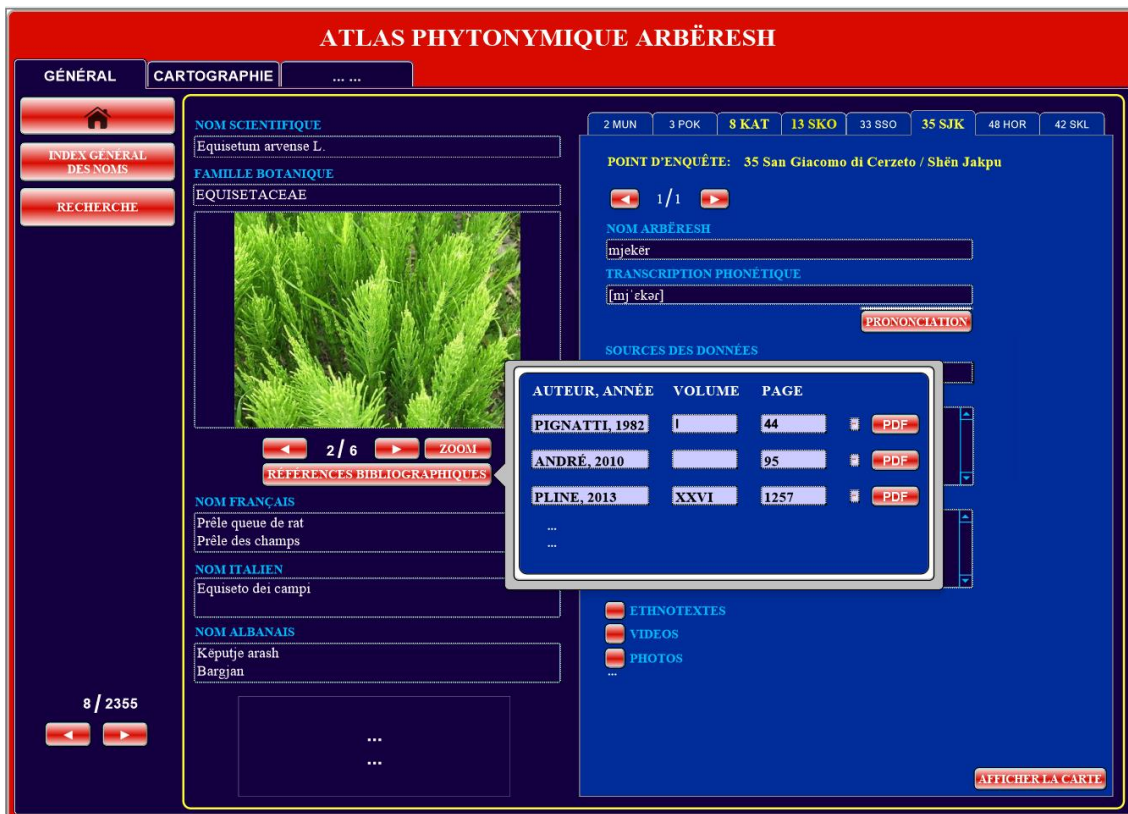 ATLAS PHYTONYMIQUE ARBËRESH
GÉNÉRAL
CARTOGRAPHIE
... ...
INDEX GÉNÉRAL
DES NOMS
RECHERCHE
8 / 2355
NOM SCIENTIFIQUE
Equisetum arvense L.
FAMILLE BOTANIQUE
EQUISETACEAE
2 / 6
ZOOM
RÉFÉRENCES BIBLIOGRAPHIQUES
NOM FRANÇAIS
Prêle queue de rat
Prêle des champs
NOM ITALIEN
Equiseto dei campi
NOM ALBANAIS
Këputje arash
Bargjan
...
...
2 MUN 3 POK 8 KAT 13 SKO 33 SSO 35 SJK 48 HOR 42 SKL
POINT D'ENQUÊTE: 35 San Giacomo di Cerzeto / Shën Jakpu
1/1
NOM ARBËRESH
mjekër
TRANSCRIPTION PHONÉTIQUE
[mj ˈɛkəɾ]
PRONONCIATION
SOURCES DES DONNÉES
AUTEUR, ANNÉE VOLUME PAGE
PIGNATTI, 1982 I 44 PDF
ANDRÉ, 2010 95 PDF
PLINE, 2013 XXVI 1257 PDF
...
...
ETHNOTEXTES
VIDEOS
PHOTOS
...
AFFICHER LA CARTE